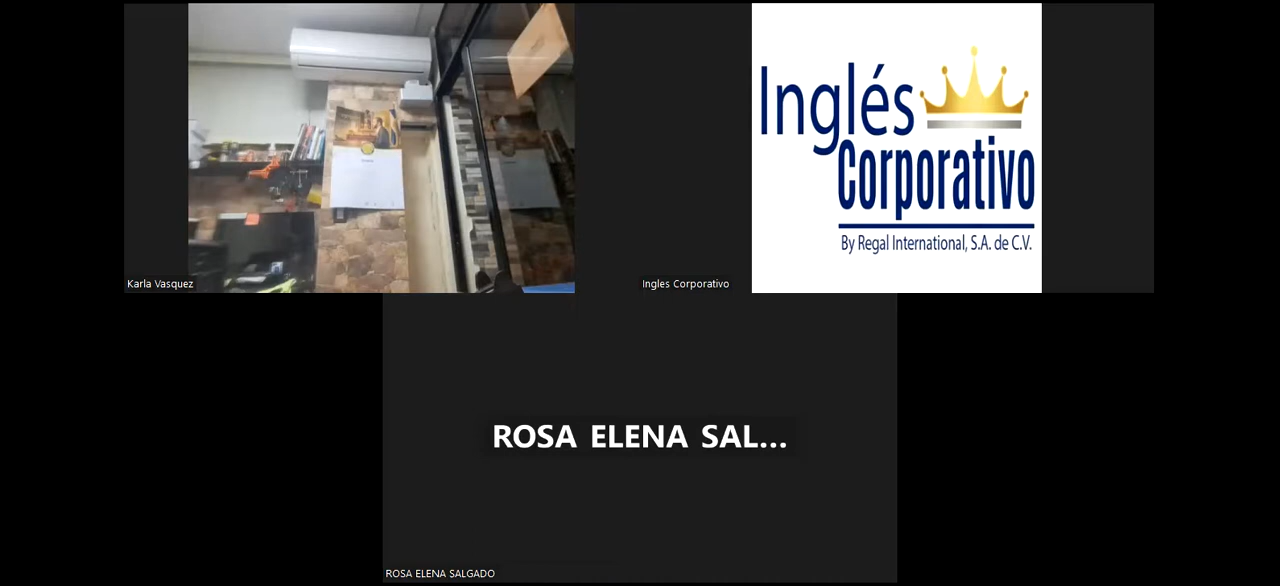 Karla Vasquez
Inglés
Corporativo
By Regal International, S.A. de C.V.
Ingles Corporativo
ROSA ELENA SAL...
ROSA ELENA SALGADO